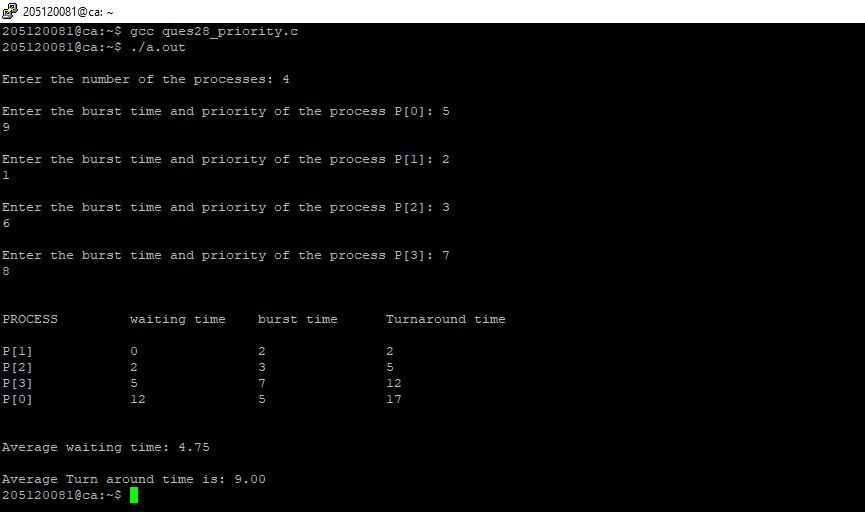 205120081@ca: ~
205120081@ca:~$ gcc ques28_priority.c
205120081@ca:~$ ./a.out
Enter the number of the processes: 4
Enter the burst time and priority of the process P[0]: 5
9
Enter the burst time and priority of the process P[1]: 2
1
Enter the burst time and priority of the process P[2]: 3
6
Enter the burst time and priority of the process P[3]: 7
8
PROCESS waiting time burst time Turnaround time
P[1] 0 2 2
P[2] 2 3 5
P[3] 5 7 12
P[0] 12 5 17
Average waiting time: 4.75
Average Turn around time is: 9.00
205120081@ca:~$